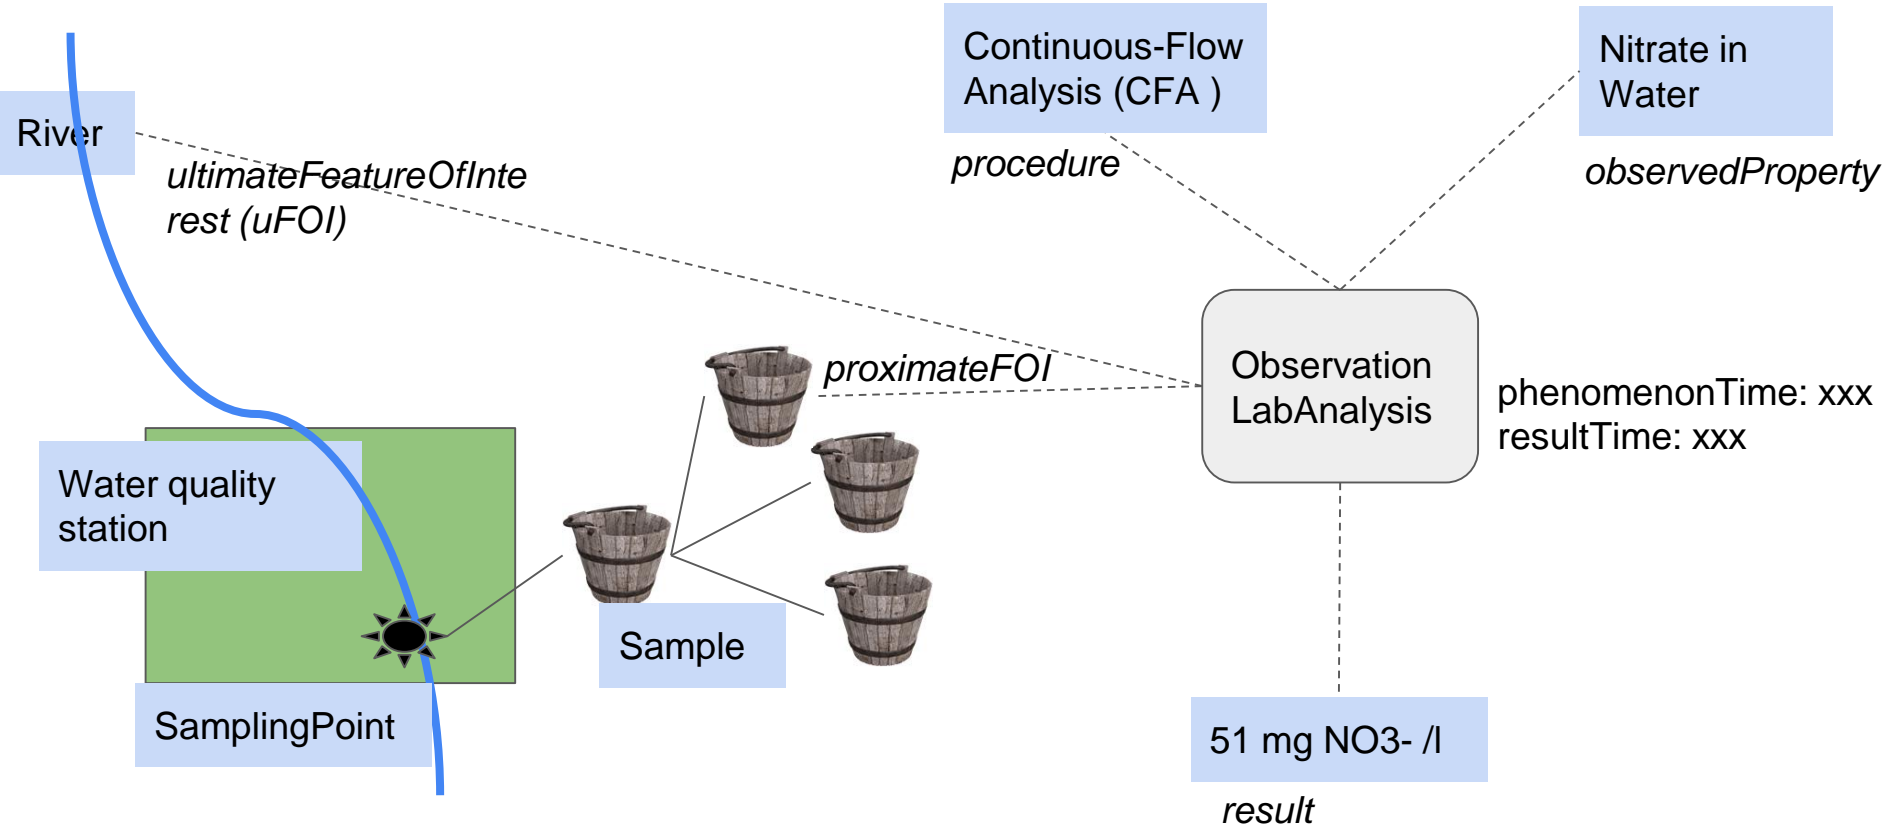 Continuous-Flow
Analysis (CFA )
procedure
Nitrate in
Water
observedProperty
River
ultimateFeatureOfInte
rest (uFOI)
proximateFOI
Observation
LabAnalysis
phenomenonTime: xxx
resultTime: xxx
Water quality
station
Sample
SamplingPoint
51 mg NO3- /l
result